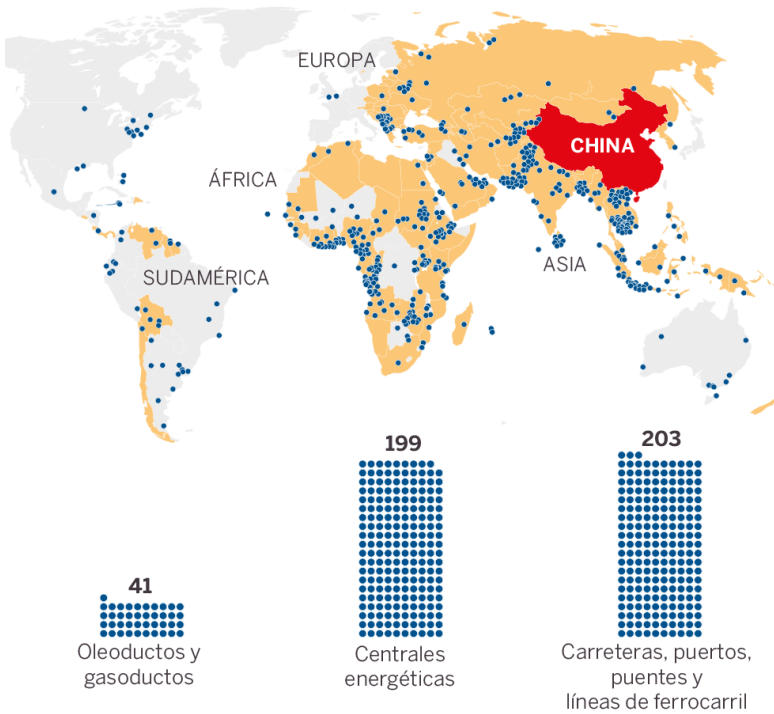 EUROPA
CHINA
ÁFRICA
ASIA
SUDAMÉRICA
41
Oleoductos y
gasoductos
199
Centrales
energéticas
203
Carreteras, puertos,
puentes y
líneas de ferrocarril